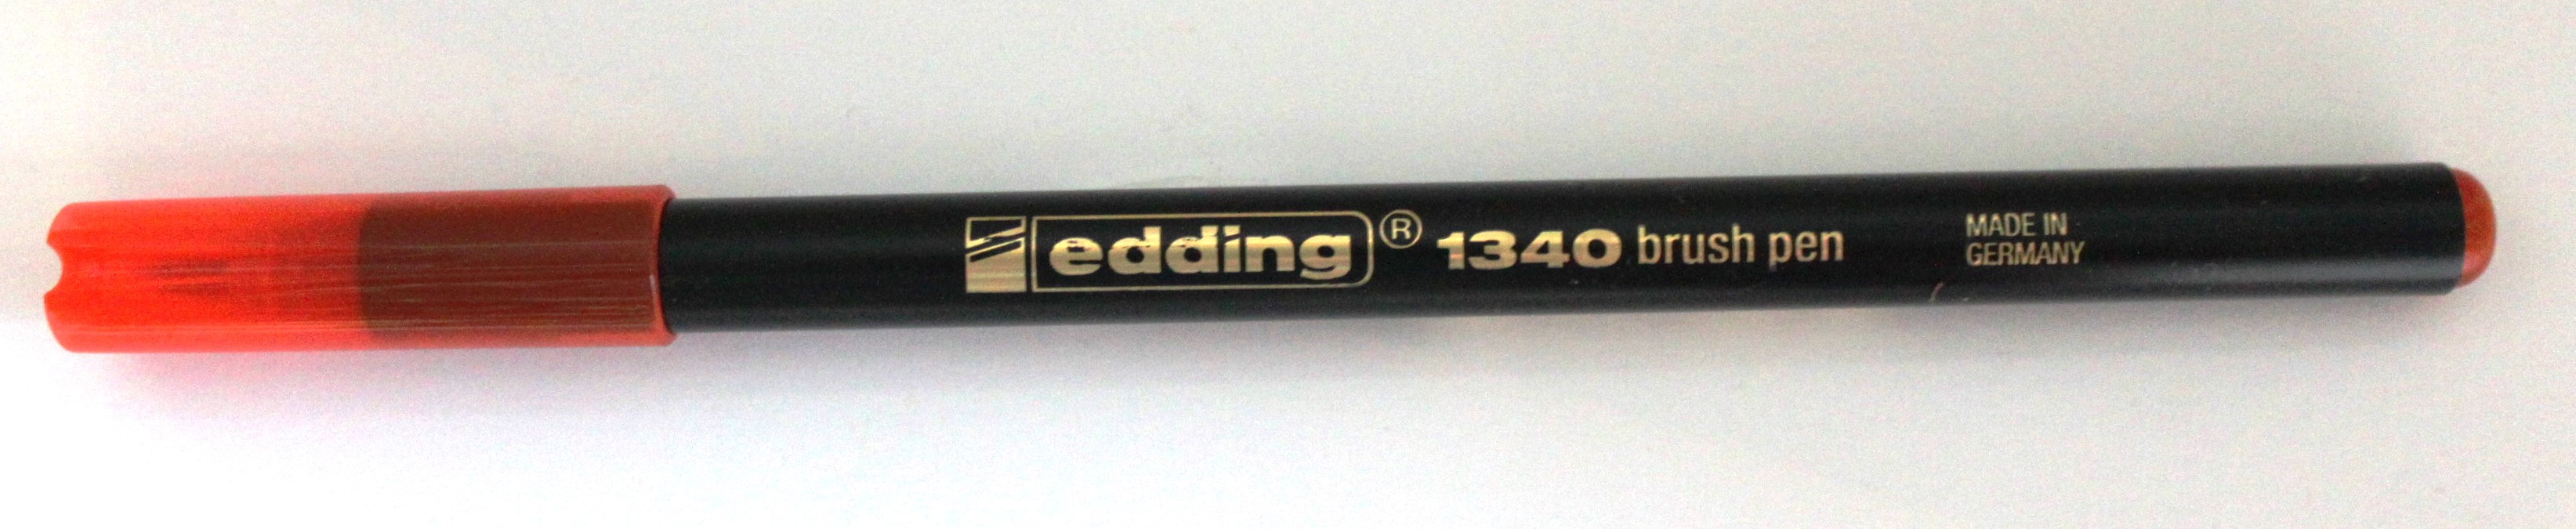 edding® 1340 brush pen
MADE IN
GERMANY